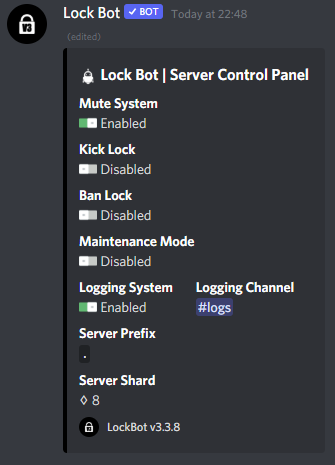 Lock Bot ✓ BOT Today at 22:48
(edited)
Lock Bot | Server Control Panel
Mute System
Enabled
Kick Lock
Disabled
Ban Lock
Disabled
Maintenance Mode
Disabled
Logging System Logging Channel
Enabled #logs
Server Prefix
.
Server Shard
◊ 8
LockBot v3.3.8
V3